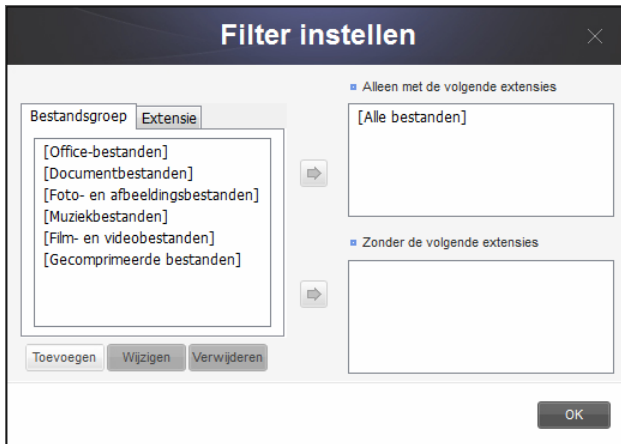 Filter instellen
Alleen met de volgende extensies
Bestandsgroep Extensie
[Alle bestanden]
[Office-bestanden]
[Documentbestanden]
[Foto- en afbeeldingsbestanden]
[Muziekbestanden]
[Film- en videobestanden]
[Gecomprimeerde bestanden]
Zonder de volgende extensies
Toevoegen Wijzigen Verwijderen
OK